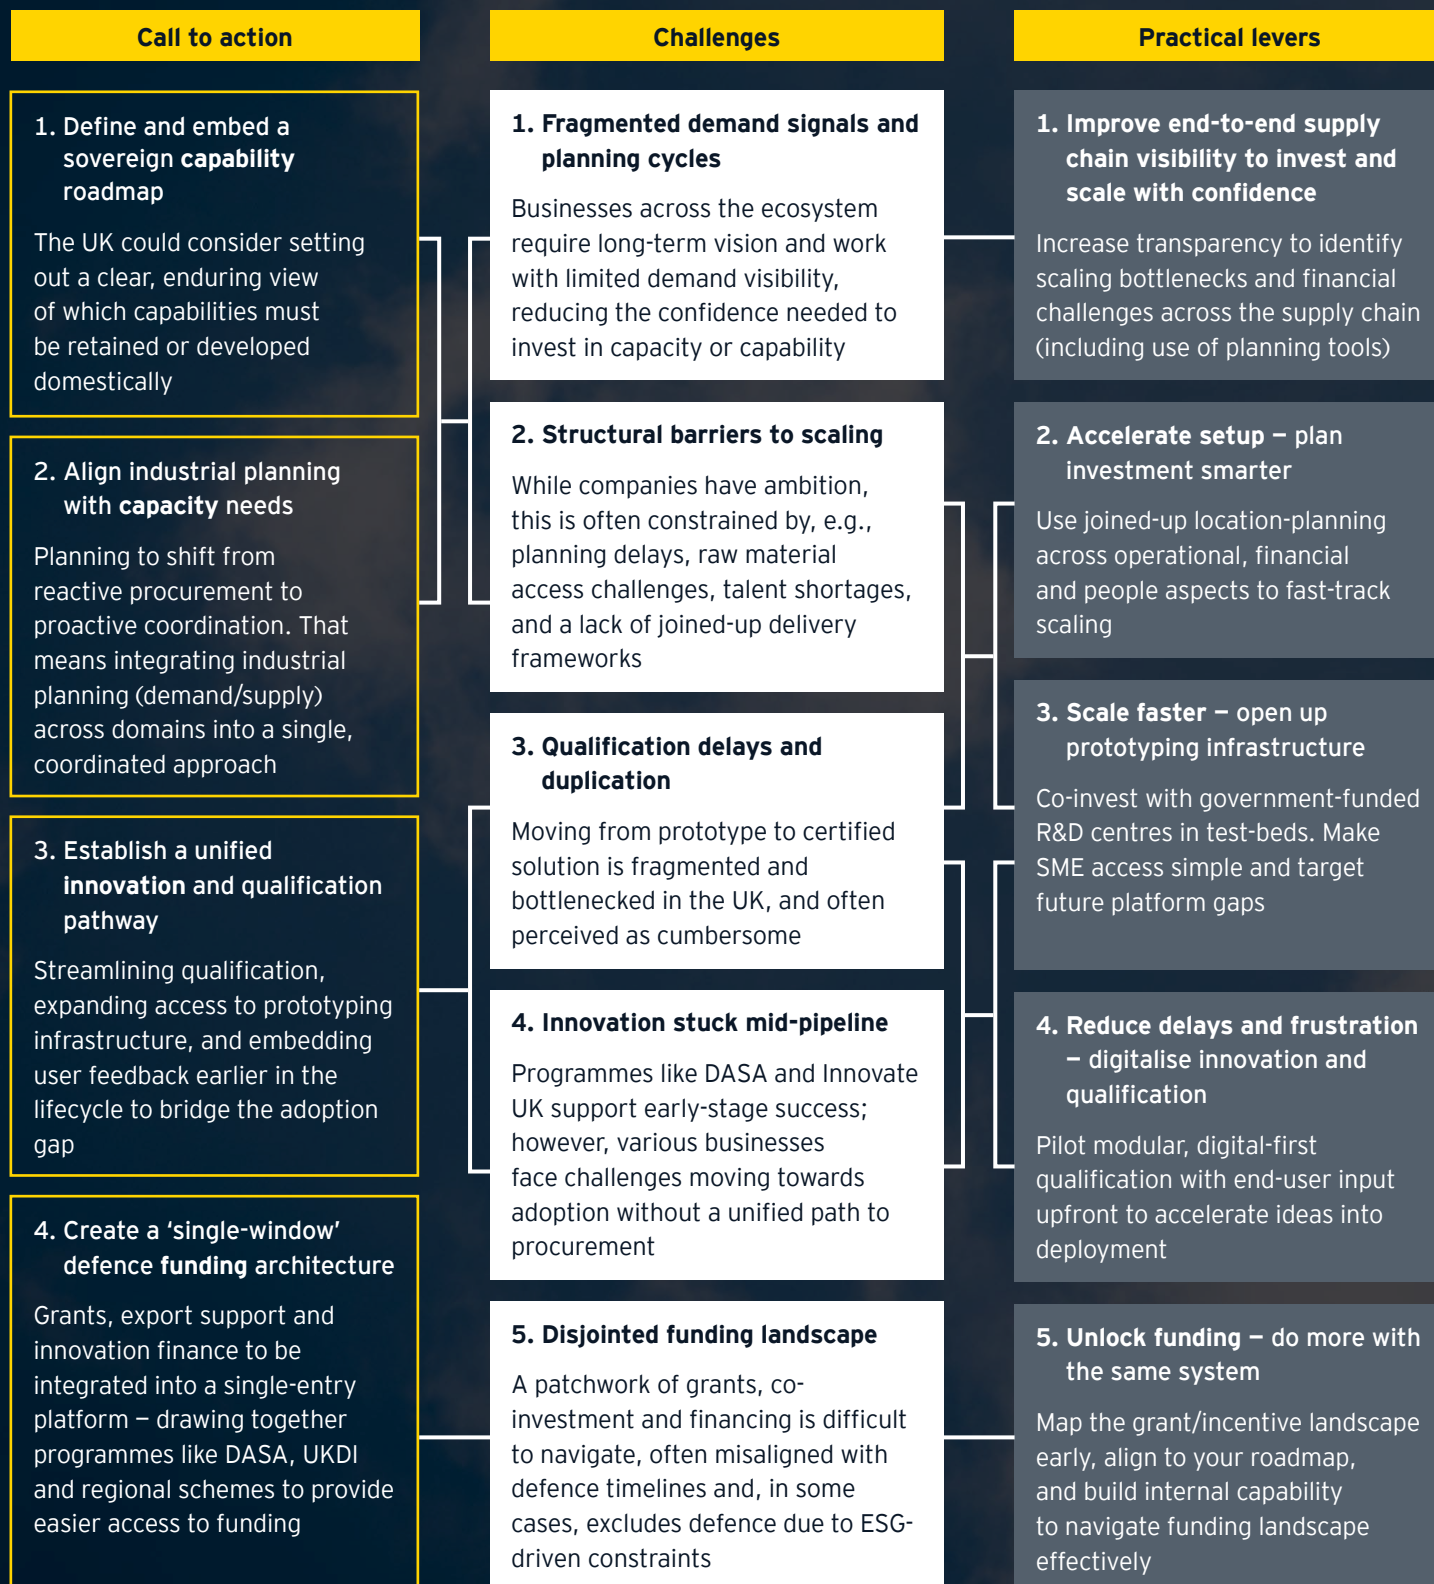 Call to action
1. Define and embed a
sovereign capability
roadmap
The UK could consider setting
out a clear, enduring view
of which capabilities must
be retained or developed
domestically
2. Align industrial planning
with capacity needs
Planning to shift from
reactive procurement to
proactive coordination. That
means integrating industrial
planning (demand/supply)
across domains into a single,
coordinated approach
3. Establish a unified
innovation and qualification
pathway
Streamlining qualification,
expanding access to prototyping
infrastructure, and embedding
user feedback earlier in the
lifecycle to bridge the adoption
gap
4. Create a ‘single-window’
defence funding architecture
Grants, export support and
innovation finance to be
integrated into a single-entry
platform – drawing together
programmes like DASA, UKDI
and regional schemes to provide
easier access to funding
Challenges
1. Fragmented demand signals and
planning cycles
Businesses across the ecosystem
require long-term vision and work
with limited demand visibility,
reducing the confidence needed to
invest in capacity or capability
2. Structural barriers to scaling
While companies have ambition,
this is often constrained by, e.g.,
planning delays, raw material
access challenges, talent shortages,
and a lack of joined-up delivery
frameworks
3. Qualification delays and
duplication
Moving from prototype to certified
solution is fragmented and
bottlenecked in the UK, and often
perceived as cumbersome
4. Innovation stuck mid-pipeline
Programmes like DASA and Innovate
UK support early-stage success;
however, various businesses
face challenges moving towards
adoption without a unified path to
procurement
5. Disjointed funding landscape
A patchwork of grants, co-
investment and financing is difficult
to navigate, often misaligned with
defence timelines and, in some
cases, excludes defence due to ESG-
driven constraints
Practical levers
1. Improve end-to-end supply
chain visibility to invest and
scale with confidence
Increase transparency to identify
scaling bottlenecks and financial
challenges across the supply chain
(including use of planning tools)
2. Accelerate setup – plan
investment smarter
Use joined-up location-planning
across operational, financial
and people aspects to fast-track
scaling
3. Scale faster – open up
prototyping infrastructure
Co-invest with government-funded
R&D centres in test-beds. Make
SME access simple and target
future platform gaps
4. Reduce delays and frustration
– digitalise innovation and
qualification
Pilot modular, digital-first
qualification with end-user input
upfront to accelerate ideas into
deployment
5. Unlock funding – do more with
the same system
Map the grant/incentive landscape
early, align to your roadmap,
and build internal capability
to navigate funding landscape
effectively